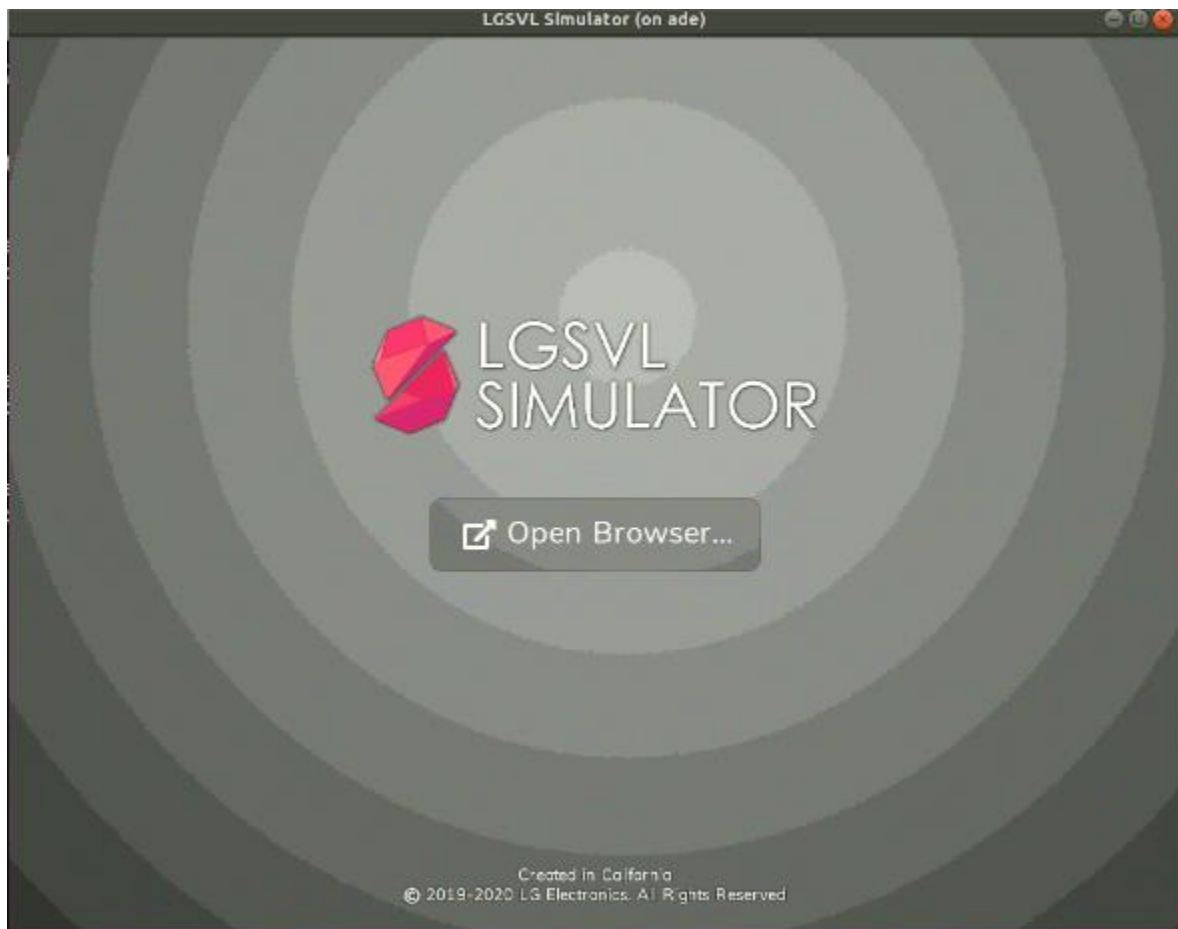 LGSVL Simulator (on ade)
LGSVL
SIMULATOR
Open Browser...
Created in California
© 2019-2020 LG Electronics. All Rights Reserved